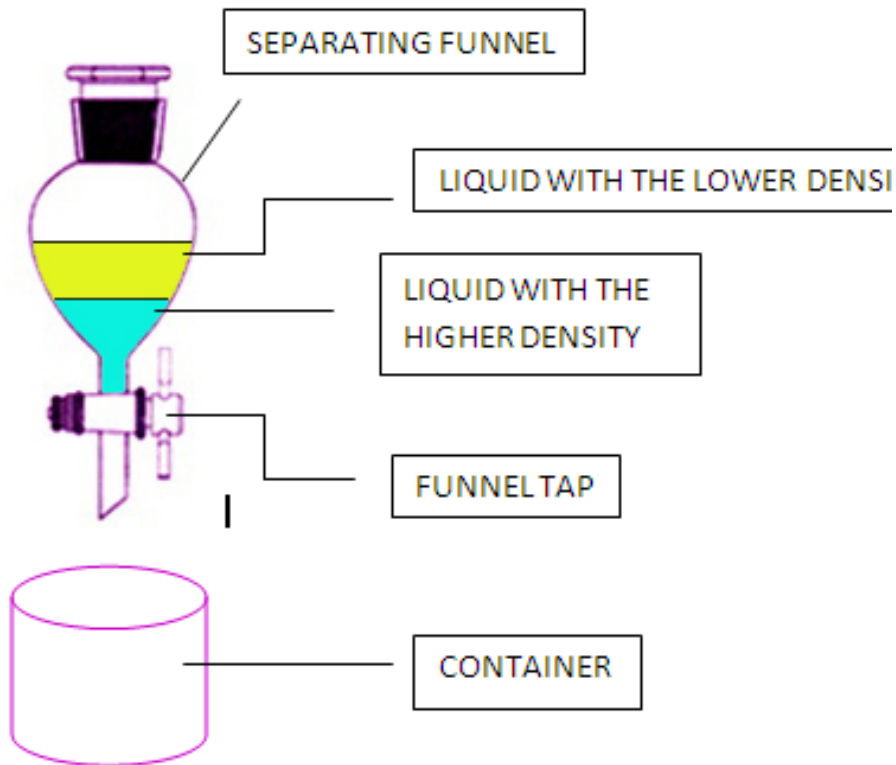 SEPARATING FUNNEL
LIQUID WITH THE LOWER DENSI
LIQUID WITH THE
HIGHER DENSITY
FUNNEL TAP
CONTAINER